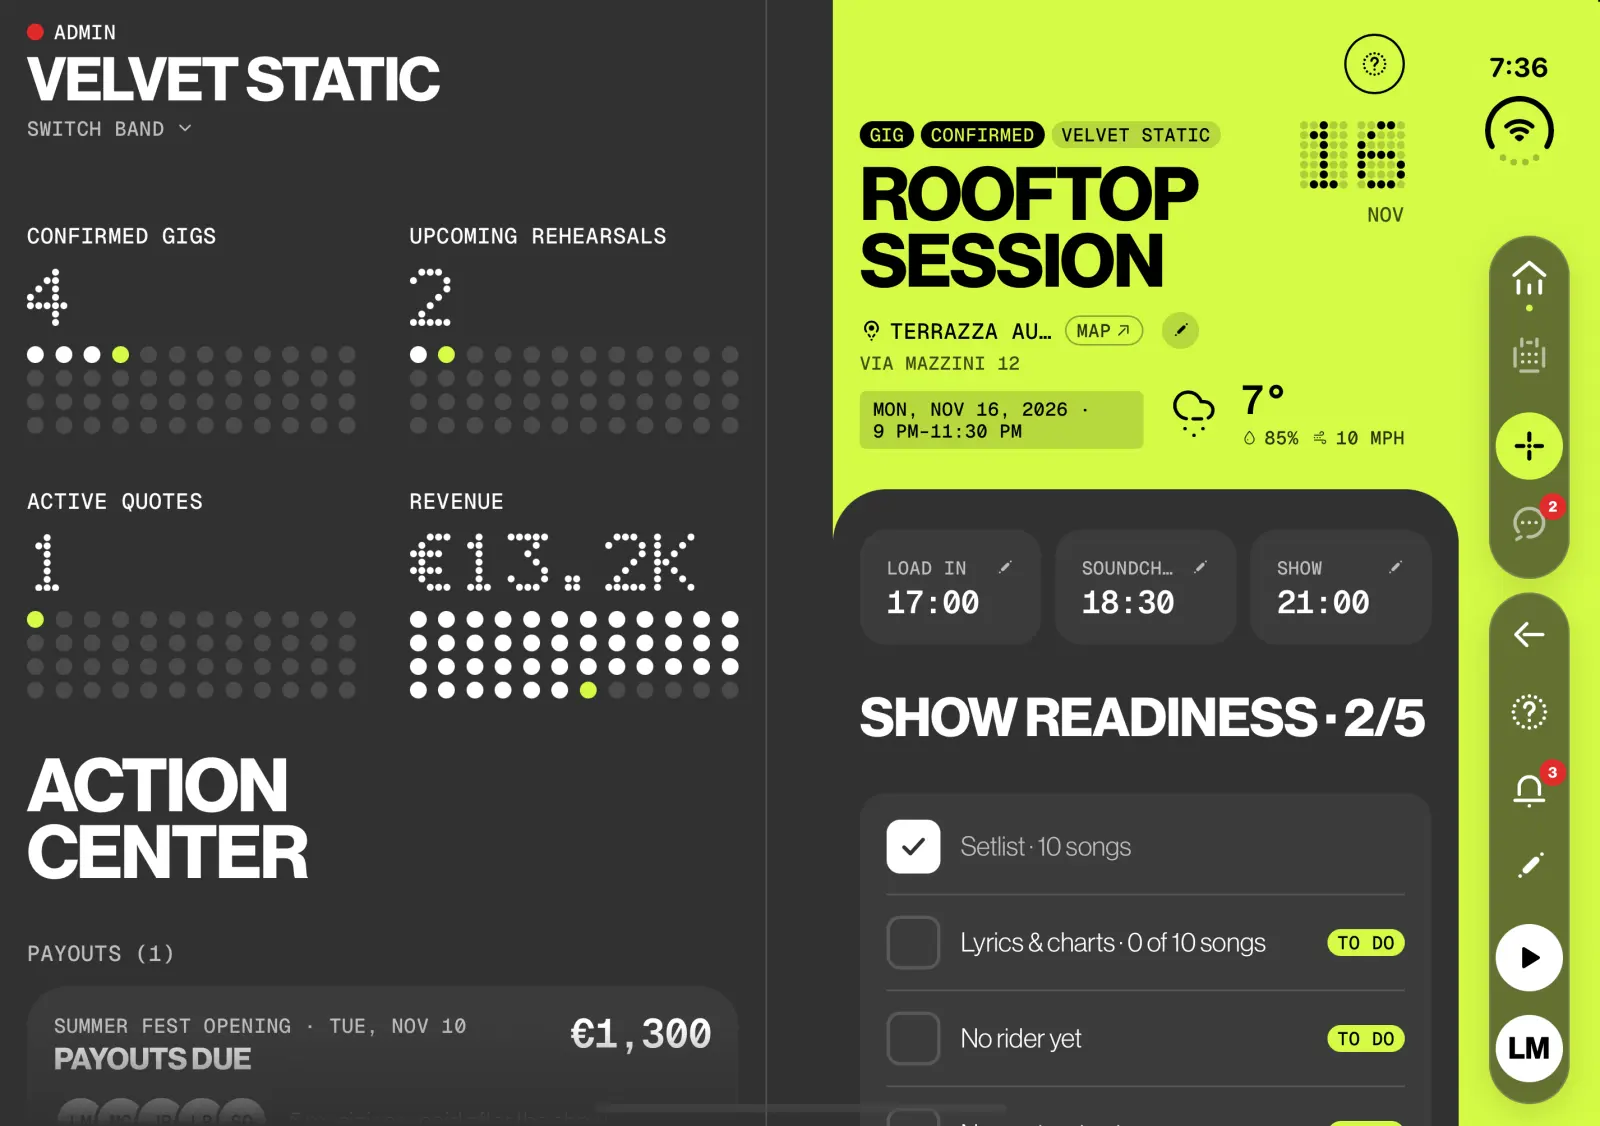 ADMIN
VELVET STATIC
SWITCH BAND
CONFIRMED GIGS
4
UPCOMING REHEARSALS
2
ACTIVE QUOTES
1
REVENUE
€13.2K
ACTION
CENTER
PAYOUTS (1)
SUMMER FEST OPENING · TUE, NOV 10
PAYOUTS DUE
€1,300
GIG CONFIRMED VELVET STATIC
ROOFTOP
SESSION
16
NOV
TERRAZZA AU… MAP
VIA MAZZINI 12
MON, NOV 16, 2026 ·
9 PM–11:30 PM
7°
85% 10 MPH
LOAD IN
17:00
SOUNDCH…
18:30
SHOW
21:00
SHOW READINESS · 2/5
Setlist · 10 songs
Lyrics & charts · 0 of 10 songs TO DO
No rider yet TO DO
7:36
2
3
LM